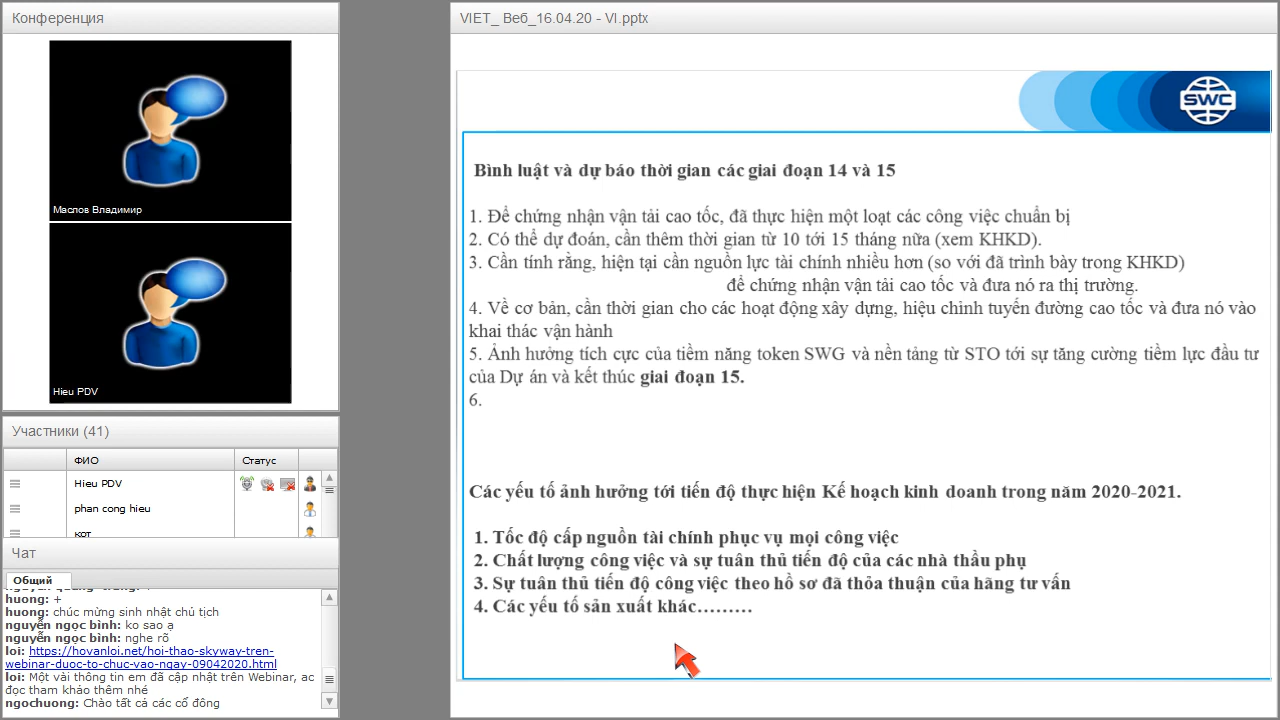 Конференция
Маслов Владимир
Hieu PDV
Участники (41)
ФИО
Статус
Hieu PDV
phan cong hieu
кот
Чат
Общий
huong: +
huong: chúc mừng sinh nhật chủ tịch
nguyễn ngọc bình: ko sao ạ
nguyễn ngọc bình: nghe rõ
loi: https://hovanloi.net/hoi-thao-skyway-tren-
webinar-duoc-to-chuc-vao-ngay-09042020.html
loi: Một vài thông tin em đã cập nhật trên Webinar, ac
đọc tham khảo thêm nhé
ngochuong: Chào tất cả các cổ đông
VIET_ Веб_16.04.20 - VI.pptx
SWC
Bình luật và dự báo thời gian các giai đoạn 14 và 15
1. Để chứng nhận vận tải cao tốc, đã thực hiện một loạt các công việc chuẩn bị
2. Có thể dự đoán, cần thêm thời gian từ 10 tới 15 tháng nữa (xem KHKD).
3. Cần tính rằng, hiện tại cần nguồn lực tài chính nhiều hơn (so với đã trình bày trong KHKD)
để chứng nhận vận tải cao tốc và đưa nó ra thị trường.
4. Về cơ bản, cần thời gian cho các hoạt động xây dựng, hiệu chỉnh tuyến đường cao tốc và đưa nó vào
khai thác vận hành
5. Ảnh hưởng tích cực của tiềm năng token SWG và nền tảng từ STO tới sự tăng cường tiềm lực đầu tư
của Dự án và kết thúc giai đoạn 15.
6.
Các yếu tố ảnh hưởng tới tiến độ thực hiện Kế hoạch kinh doanh trong năm 2020-2021.
1. Tốc độ cấp nguồn tài chính phục vụ mọi công việc
2. Chất lượng công việc và sự tuân thủ tiến độ của các nhà thầu phụ
3. Sự tuân thủ tiến độ công việc theo hồ sơ đã thỏa thuận của hãng tư vấn
4. Các yếu tố sản xuất khác………